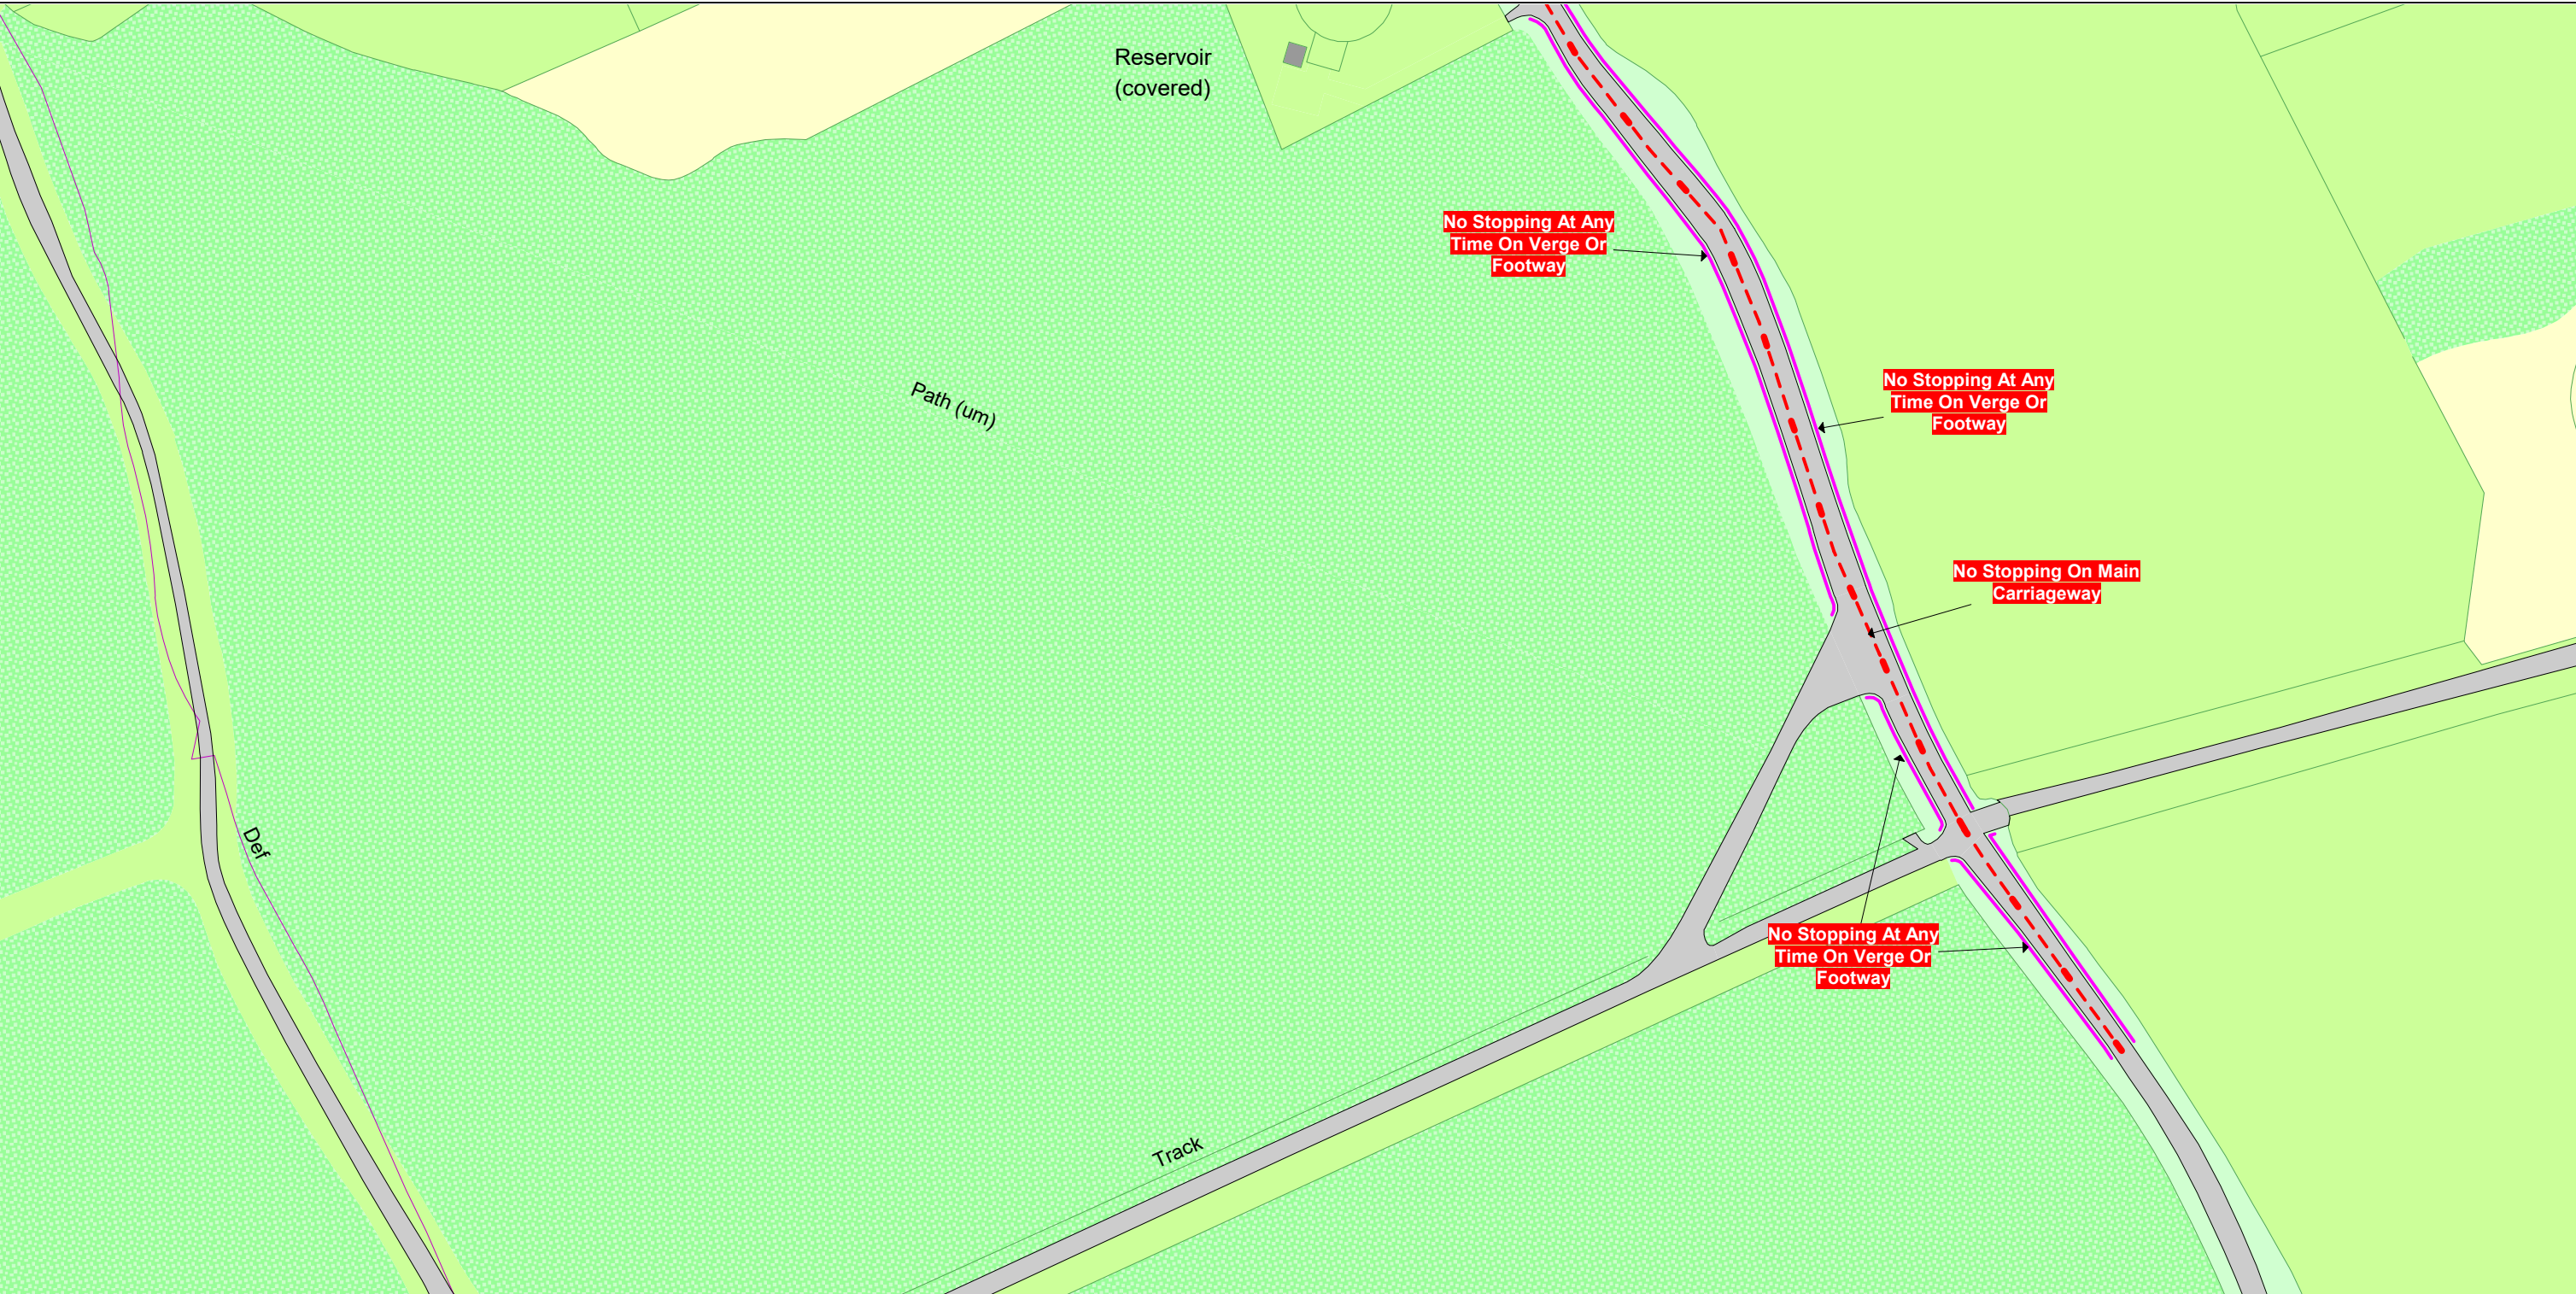 Reservoir
(covered)
No Stopping At Any
Time On Verge Or
Footway
No Stopping At Any
Time On Verge Or
Footway
Path (um)
No Stopping On Main
Carriageway
Def
No Stopping At Any
Time On Verge Or
Footway
Track